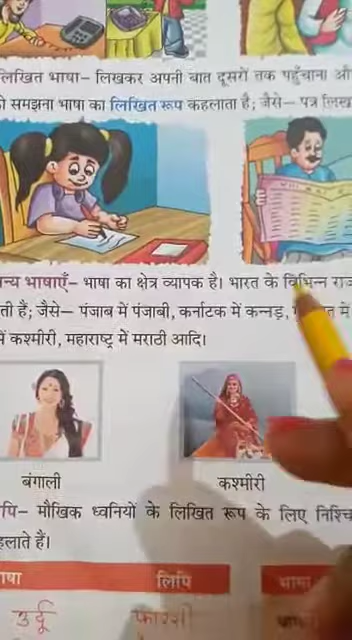 लिखित भाषा– लिखकर अपनी बात दूसरों तक पहुँचाना औ
समझना भाषा का लिखित रूप कहलाता है; जैसे– पत्र लिख
न्य भाषाएँ– भाषा का क्षेत्र व्यापक है। भारत के विभिन्न राज
ती हैं; जैसे– पंजाब में पंजाबी, कर्नाटक में कन्नड़, त में
में कश्मीरी, महाराष्ट्र में मराठी आदि।
बंगाली कश्मीरी
पि– मौखिक ध्वनियों के लिखित रूप के लिए निश्चि
हलाते हैं।
ाषा लिपि भाषा
उर्दू फारसी